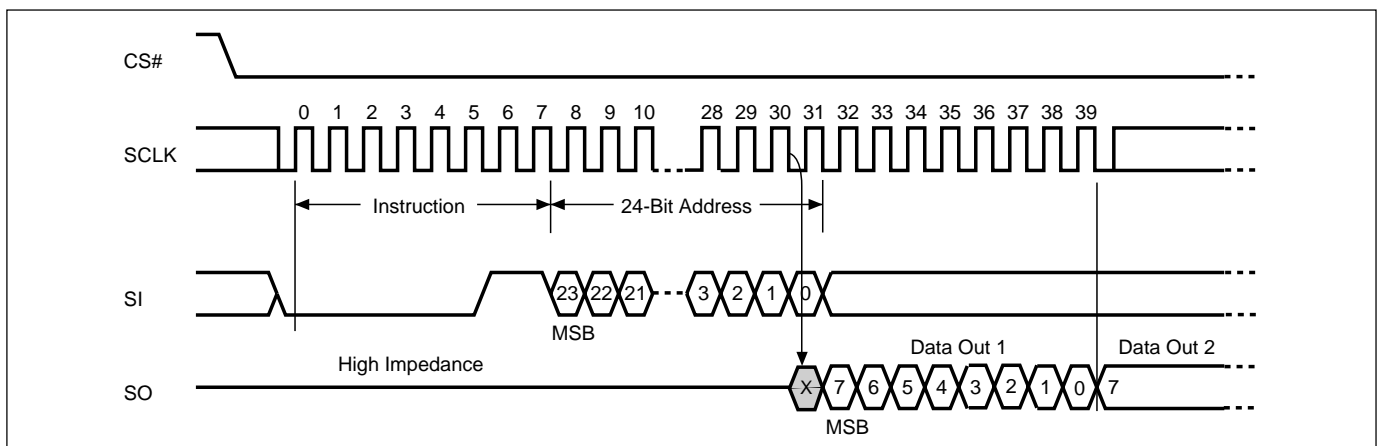 CS#
0 1 2 3 4 5 6 7 8 9 10 28 29 30 31 32 33 34 35 36 37 38 39
SCLK
Instruction 24-Bit Address
SI 23 22 21 3 2 1 0
MSB
High Impedance Data Out 1 Data Out 2
SO X 7 6 5 4 3 2 1 0 7
MSB